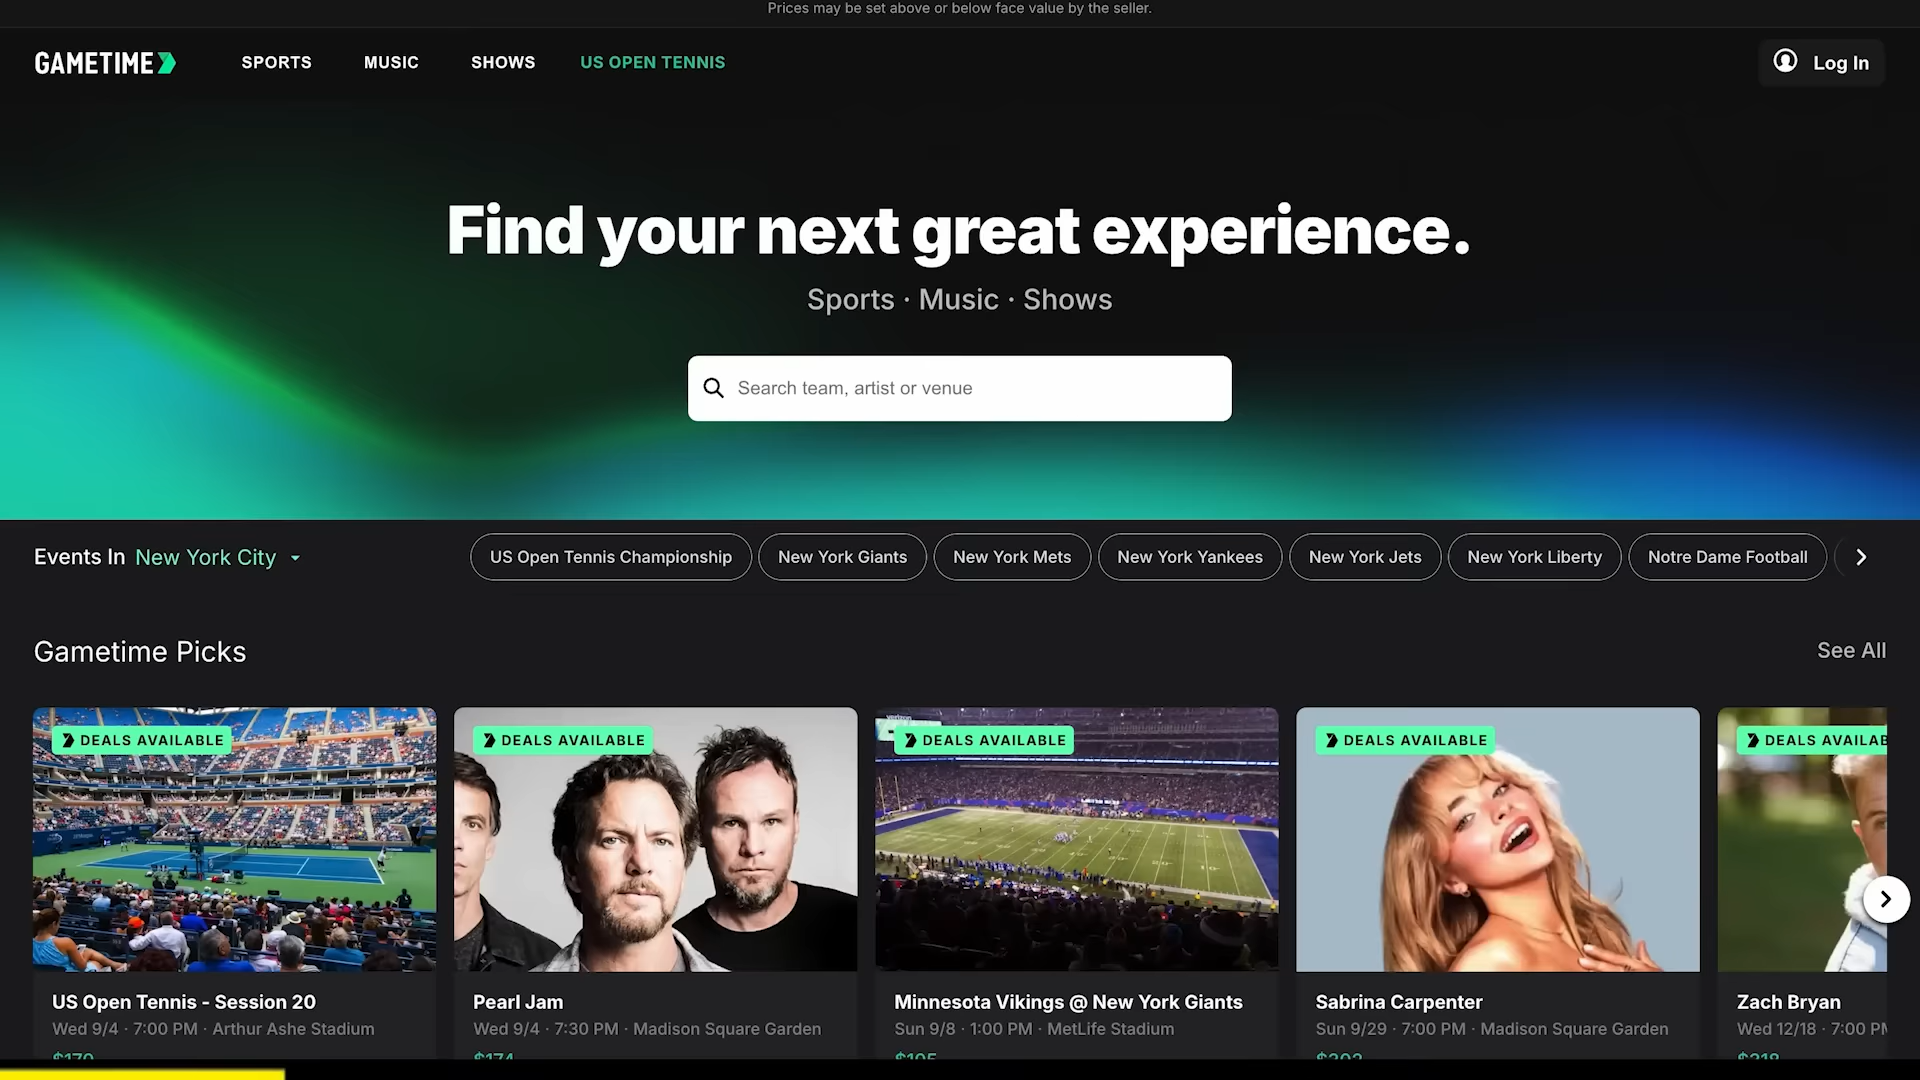 Prices may be set above or below face value by the seller.
GAMETIME
SPORTS
MUSIC
SHOWS
US OPEN TENNIS
Log In
Find your next great experience.
Sports · Music · Shows
Search team, artist or venue
Events In New York City
US Open Tennis Championship
New York Giants
New York Mets
New York Yankees
New York Jets
New York Liberty
Notre Dame Football
Gametime Picks
See All
DEALS AVAILABLE
DEALS AVAILABLE
DEALS AVAILABLE
DEALS AVAILABLE
DEALS AVAILAB
US Open Tennis - Session 20
Wed 9/4 · 7:00 PM · Arthur Ashe Stadium
Pearl Jam
Wed 9/4 · 7:30 PM · Madison Square Garden
Minnesota Vikings @ New York Giants
Sun 9/8 · 1:00 PM · MetLife Stadium
Sabrina Carpenter
Sun 9/29 · 7:00 PM · Madison Square Garden
Zach Bryan
Wed 12/18 · 7:00 PM